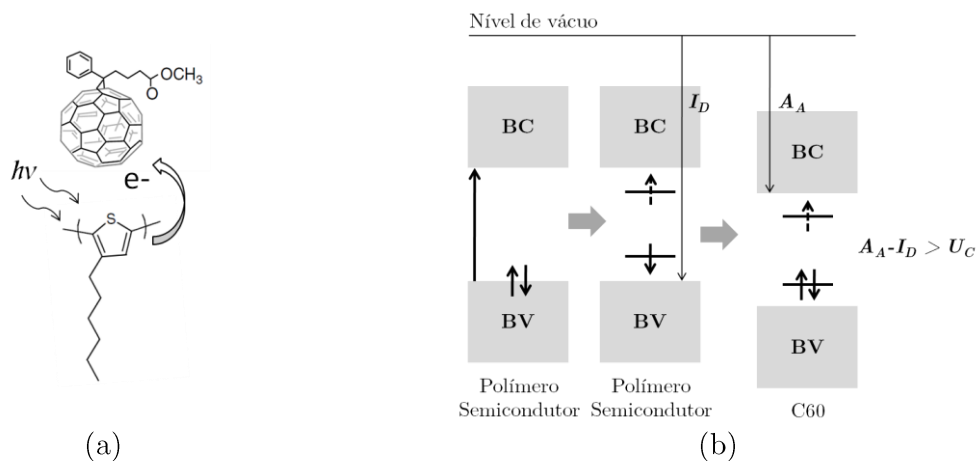 OCH₃
O
hν
e-
S
(a)
Nível de vácuo
I_D
A_A
BC
BC
BC
A_A-I_D > U_C
BV
BV
BV
Polímero
Semicondutor
Polímero
Semicondutor
C60
(b)